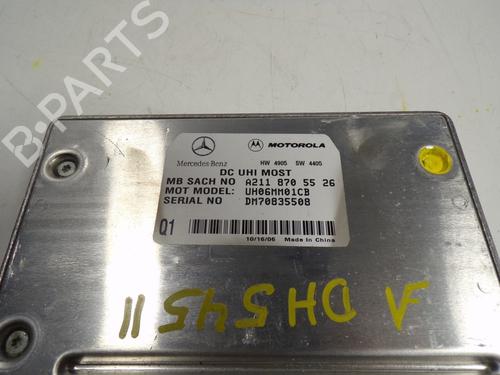 B-PARTS
Mercedes-Benz
MOTOROLA
HW 4905 SW 4405
DC UHI MOST
MB SACH NO A211 870 55 26
MOT MODEL: UH06MM01CB
SERIAL NO DM70835508
Q1
10/16/06 Made in China
A DH545 11